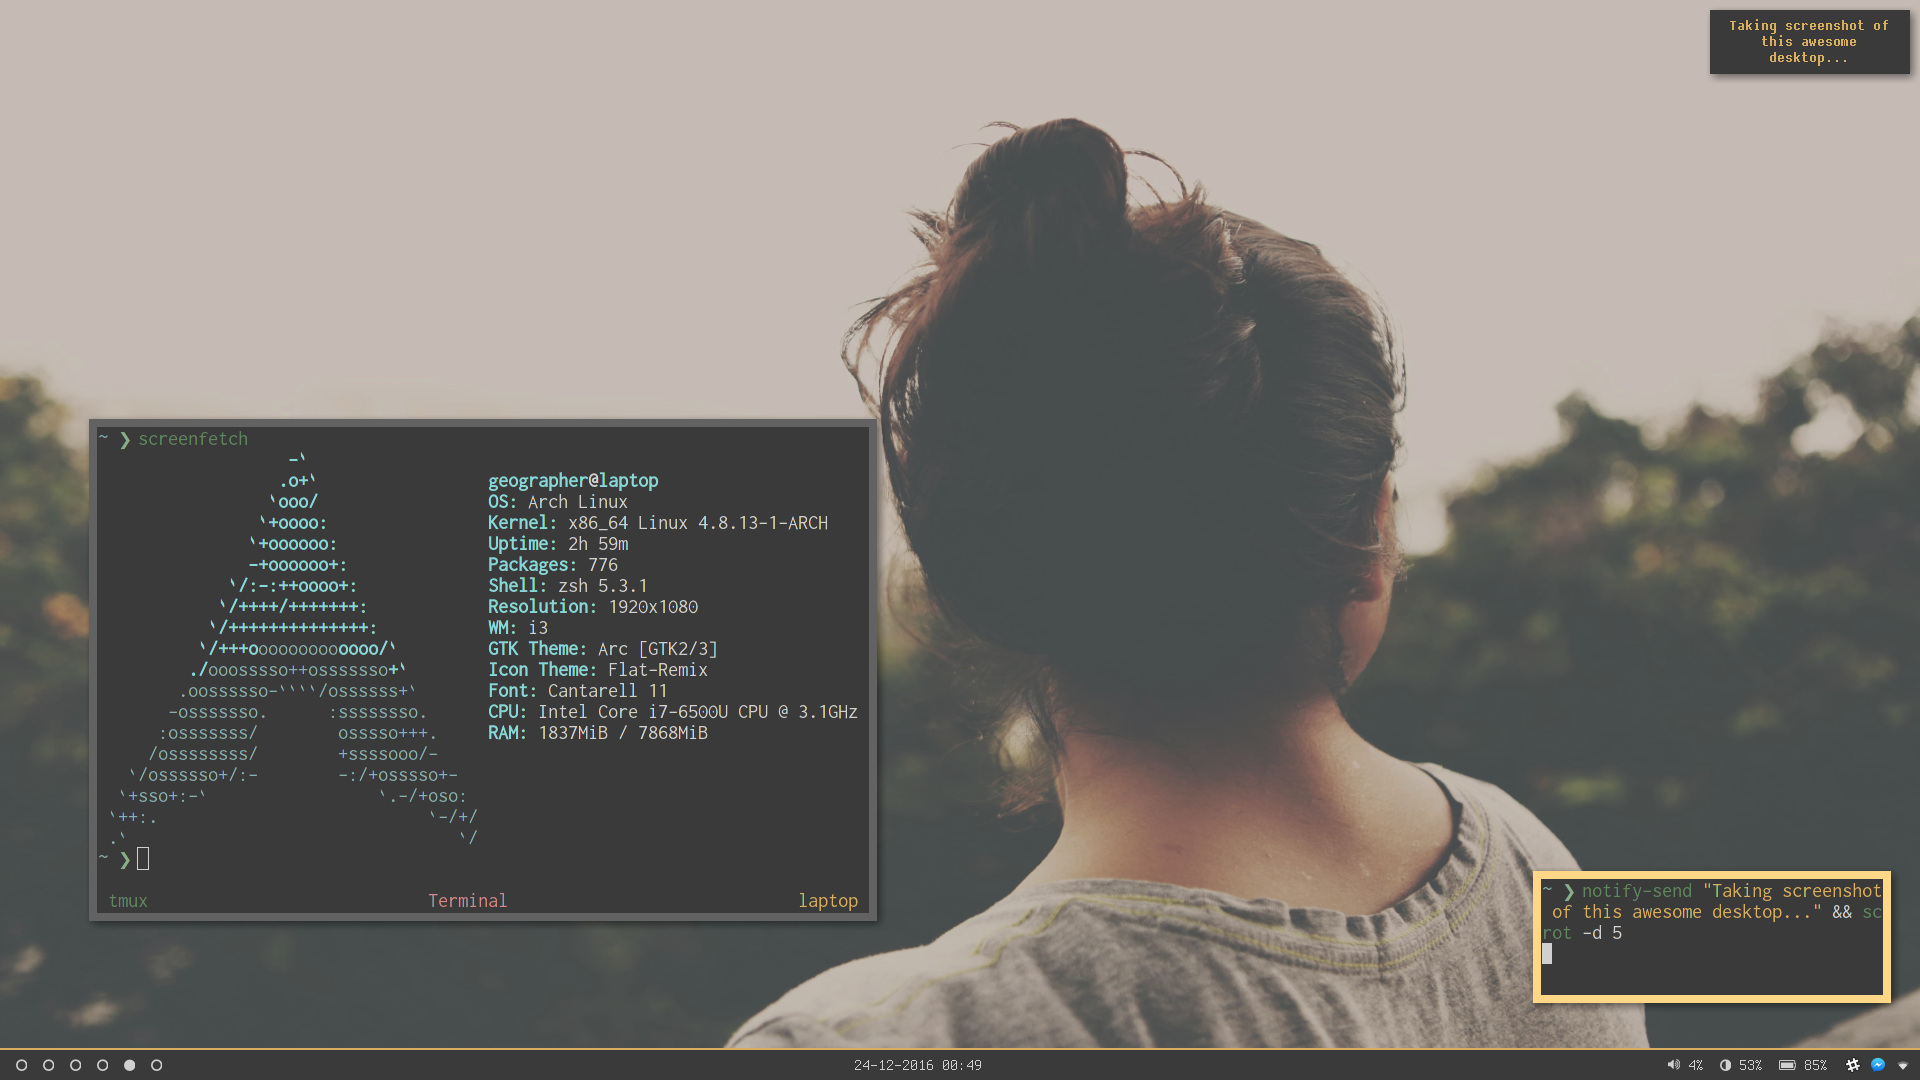 Taking screenshot of
this awesome
desktop...
~ ❯ screenfetch
-`
.o+`
`ooo/
`+oooo:
`+oooooo:
-+oooooo+:
`/:-:++oooo+:
`/++++/+++++++:
`/++++++++++++++:
`/+++ooooooooooooo/`
./ooosssso++osssssso+`
.oossssso-````/ossssss+`
-osssssso.      :ssssssso.
:osssssss/        osssso+++.
/ossssssss/        +ssssooo/-
`/ossssso+/:-        -:/+osssso+-
`+sso+:-`                 `.-/+oso:
`++:.                           `-/+/
.`                                 `/
geographer@laptop
OS: Arch Linux
Kernel: x86_64 Linux 4.8.13-1-ARCH
Uptime: 2h 59m
Packages: 776
Shell: zsh 5.3.1
Resolution: 1920x1080
WM: i3
GTK Theme: Arc [GTK2/3]
Icon Theme: Flat-Remix
Font: Cantarell 11
CPU: Intel Core i7-6500U CPU @ 3.1GHz
RAM: 1837MiB / 7868MiB
~ ❯
tmux Terminal laptop
~ ❯ notify-send "Taking screenshot
of this awesome desktop..." && sc
rot -d 5
24-12-2016 00:49
4% 53% 85%